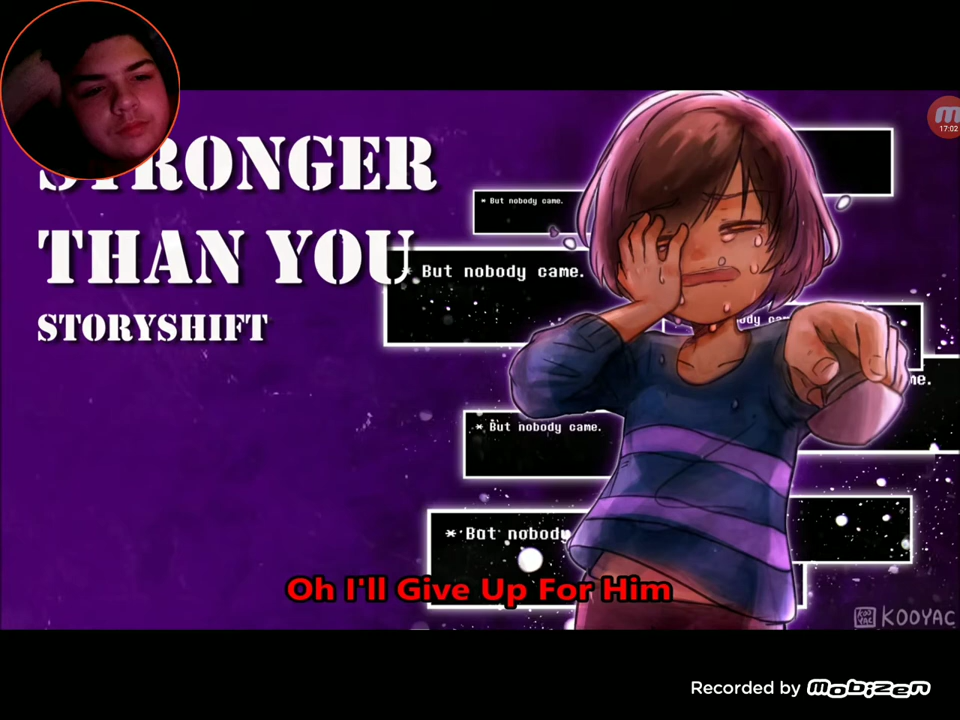 STRONGER
THAN YOU
STORYSHIFT
* But nobody came.
* But nobody came.
17:02
* But nobody came.
* But nobody
Oh I'll Give Up For Him
KOOYAC
Recorded by mobizen